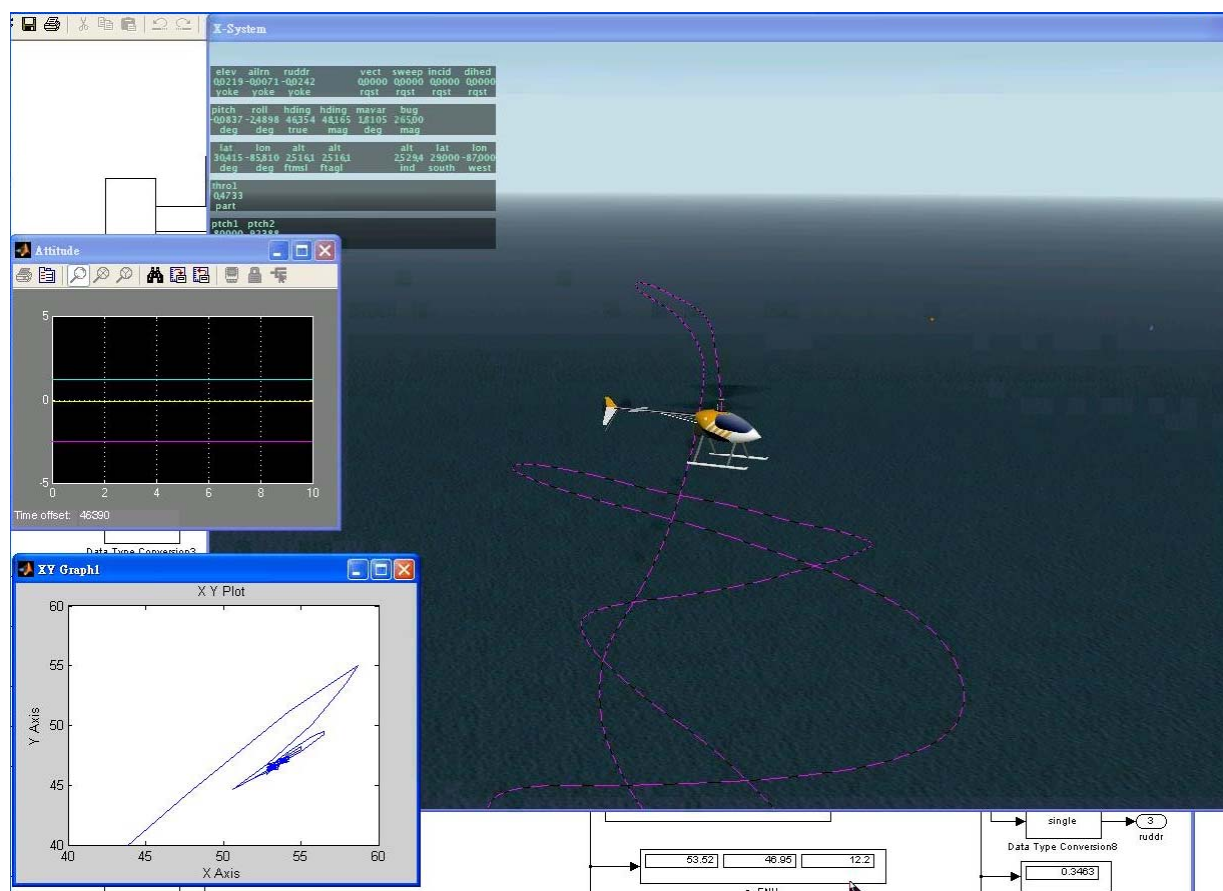 X-System
elev ailrn ruddr vect sweep incid dihed
0,0219 -0,0071 -0,0242 0,0000 0,0000 0,0000 0,0000
yoke yoke yoke rqst rqst rqst rqst
pitch roll hding hding mavar bug
-0,0837 -2,4898 46,354 48,165 1,8105 265,00
deg deg true mag deg mag
lat lon alt alt alt lat lon
30,415 -85,810 2516,1 2516,1 2529,4 29,000 -87,000
deg deg ftmsl ftagl ind south west
thro1
0,4733
part
ptch1 ptch2
Attitude
5
0
-5
0 2 4 6 8 10
Time offset: 46390
Data Type Conversion3
XY Graph1
X Y Plot
60
55
50
45
40
40 45 50 55 60
Y Axis
X Axis
53.52 46.95 12.2
single
3
ruddr
Data Type Conversion8
0.3463